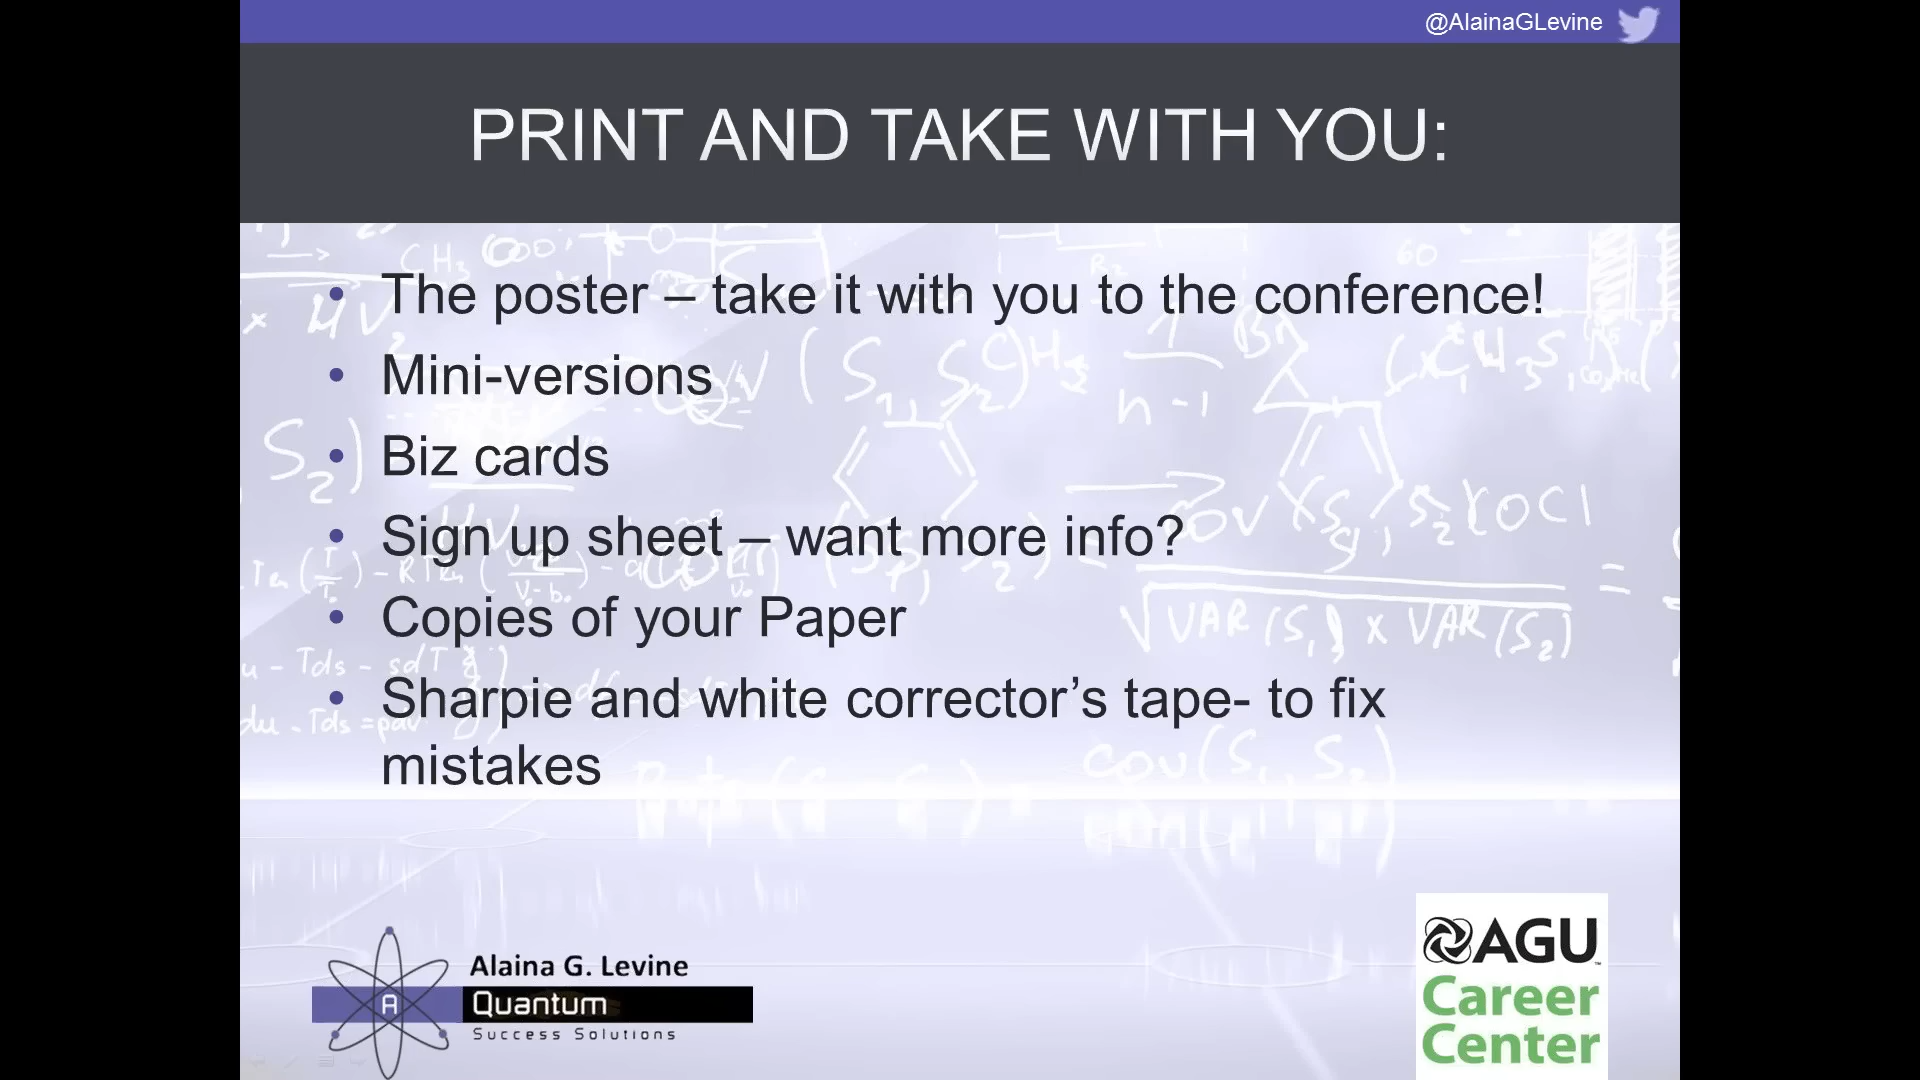 @AlainaGLevine
PRINT AND TAKE WITH YOU:
• The poster – take it with you to the conference!
• Mini-versions
• Biz cards
• Sign up sheet – want more info?
• Copies of your Paper
• Sharpie and white corrector’s tape- to fix
mistakes
A
Alaina G. Levine
Quantum
Success Solutions
AGU
Career
Center